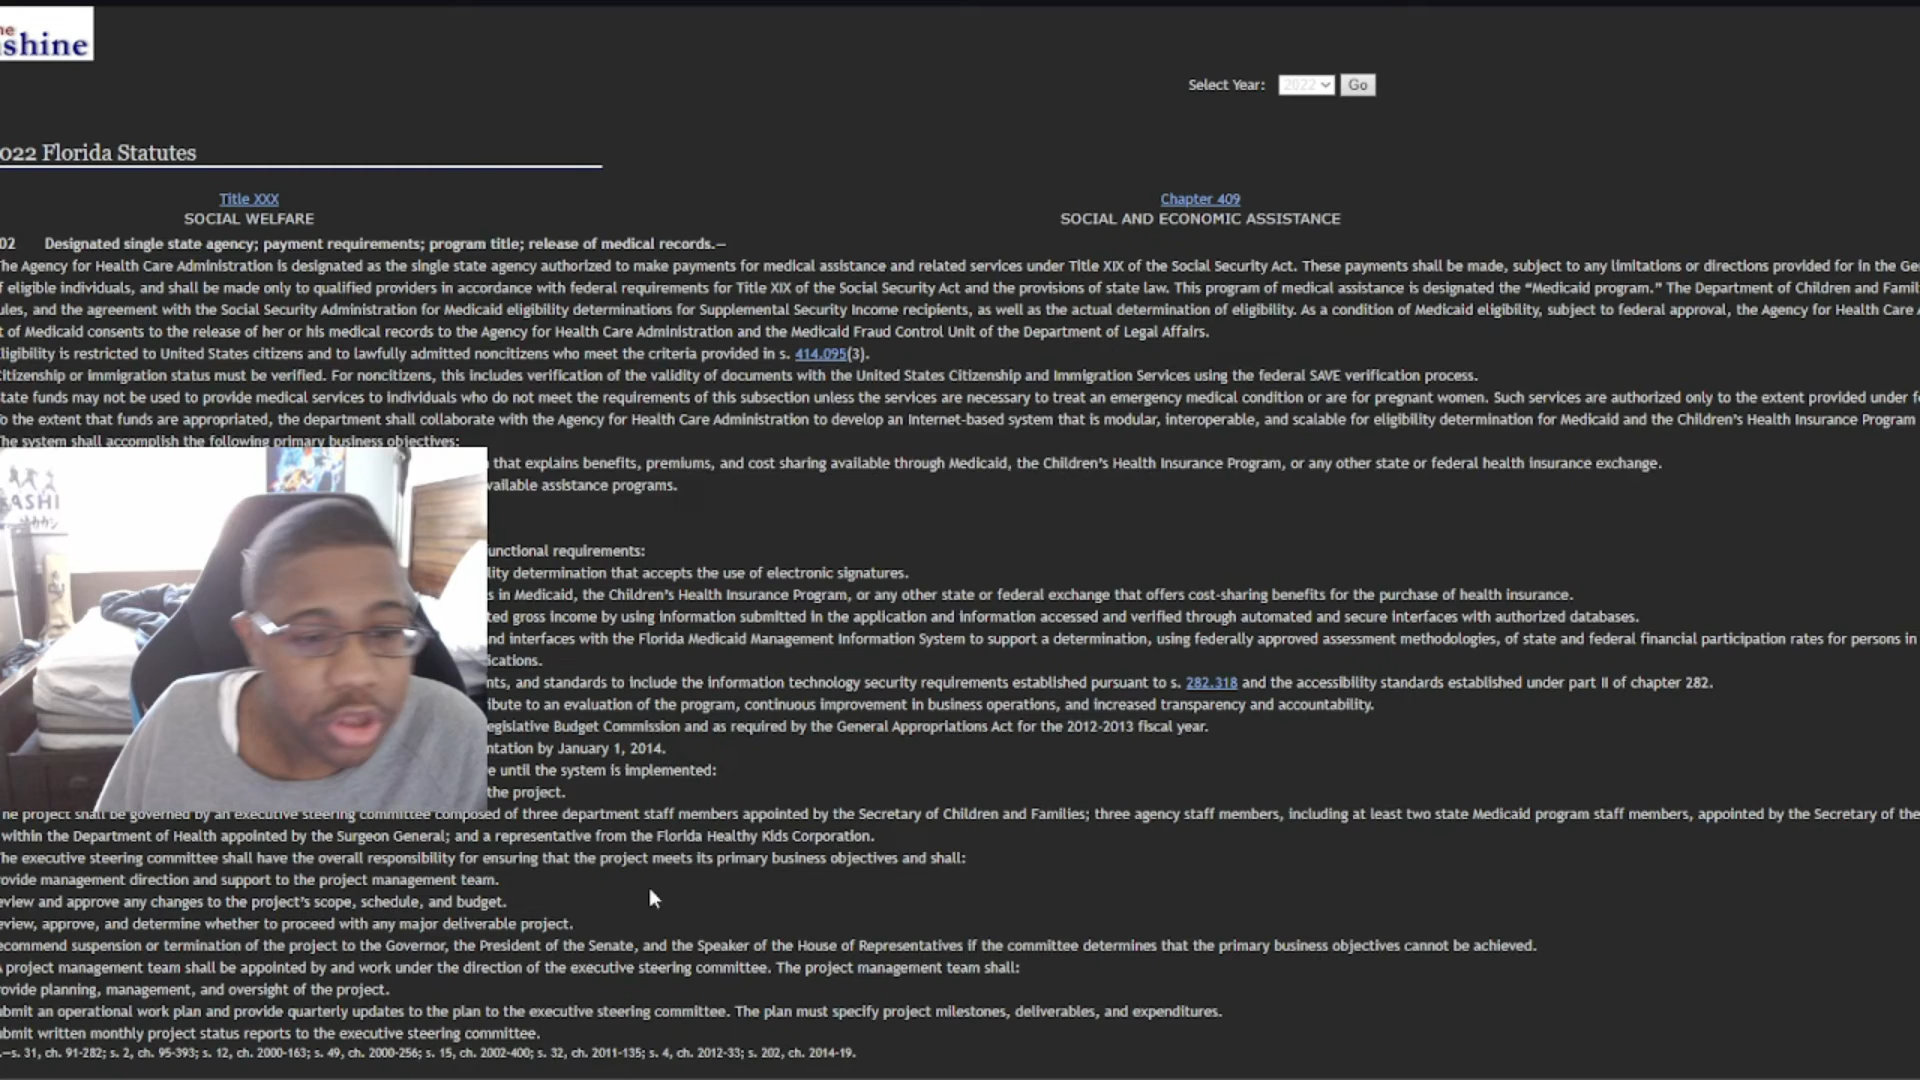 he
shine
Select Year: 2022 Go
022 Florida Statutes
Title XXX
SOCIAL WELFARE
Chapter 409
SOCIAL AND ECONOMIC ASSISTANCE
02 Designated single state agency; payment requirements; program title; release of medical records.—
The Agency for Health Care Administration is designated as the single state agency authorized to make payments for medical assistance and related services under Title XIX of the Social Security Act. These payments shall be made, subject to any limitations or directions provided for in the Ge
f eligible individuals, and shall be made only to qualified providers in accordance with federal requirements for Title XIX of the Social Security Act and the provisions of state law. This program of medical assistance is designated the “Medicaid program.” The Department of Children and Famil
ules, and the agreement with the Social Security Administration for Medicaid eligibility determinations for Supplemental Security Income recipients, as well as the actual determination of eligibility. As a condition of Medicaid eligibility, subject to federal approval, the Agency for Health Care A
t of Medicaid consents to the release of her or his medical records to the Agency for Health Care Administration and the Medicaid Fraud Control Unit of the Department of Legal Affairs.
ligibility is restricted to United States citizens and to lawfully admitted noncitizens who meet the criteria provided in s. 414.095(3).
Citizenship or immigration status must be verified. For noncitizens, this includes verification of the validity of documents with the United States Citizenship and Immigration Services using the federal SAVE verification process.
State funds may not be used to provide medical services to individuals who do not meet the requirements of this subsection unless the services are necessary to treat an emergency medical condition or are for pregnant women. Such services are authorized only to the extent provided under f
o the extent that funds are appropriated, the department shall collaborate with the Agency for Health Care Administration to develop an Internet-based system that is modular, interoperable, and scalable for eligibility determination for Medicaid and the Children’s Health Insurance Program
The system shall accomplish the following primary business objectives:
that explains benefits, premiums, and cost sharing available through Medicaid, the Children’s Health Insurance Program, or any other state or federal health insurance exchange.
vailable assistance programs.
ASHI
unctional requirements:
lity determination that accepts the use of electronic signatures.
s in Medicaid, the Children’s Health Insurance Program, or any other state or federal exchange that offers cost-sharing benefits for the purchase of health insurance.
ted gross income by using information submitted in the application and information accessed and verified through automated and secure interfaces with authorized databases.
nd interfaces with the Florida Medicaid Management Information System to support a determination, using federally approved assessment methodologies, of state and federal financial participation rates for persons in
ications.
nts, and standards to include the information technology security requirements established pursuant to s. 282.318 and the accessibility standards established under part II of chapter 282.
ibute to an evaluation of the program, continuous improvement in business operations, and increased transparency and accountability.
egislative Budget Commission and as required by the General Appropriations Act for the 2012-2013 fiscal year.
ntation by January 1, 2014.
e until the system is implemented:
the project.
he project shall be governed by an executive steering committee composed of three department staff members appointed by the Secretary of Children and Families; three agency staff members, including at least two state Medicaid program staff members, appointed by the Secretary of the
within the Department of Health appointed by the Surgeon General; and a representative from the Florida Healthy Kids Corporation.
The executive steering committee shall have the overall responsibility for ensuring that the project meets its primary business objectives and shall:
rovide management direction and support to the project management team.
eview and approve any changes to the project’s scope, schedule, and budget.
eview, approve, and determine whether to proceed with any major deliverable project.
ecommend suspension or termination of the project to the Governor, the President of the Senate, and the Speaker of the House of Representatives if the committee determines that the primary business objectives cannot be achieved.
A project management team shall be appointed by and work under the direction of the executive steering committee. The project management team shall:
rovide planning, management, and oversight of the project.
ubmit an operational work plan and provide quarterly updates to the plan to the executive steering committee. The plan must specify project milestones, deliverables, and expenditures.
ubmit written monthly project status reports to the executive steering committee.
.—s. 31, ch. 91-282; s. 2, ch. 95-393; s. 12, ch. 2000-163; s. 49, ch. 2000-256; s. 15, ch. 2002-400; s. 32, ch. 2011-135; s. 4, ch. 2012-33; s. 202, ch. 2014-19.